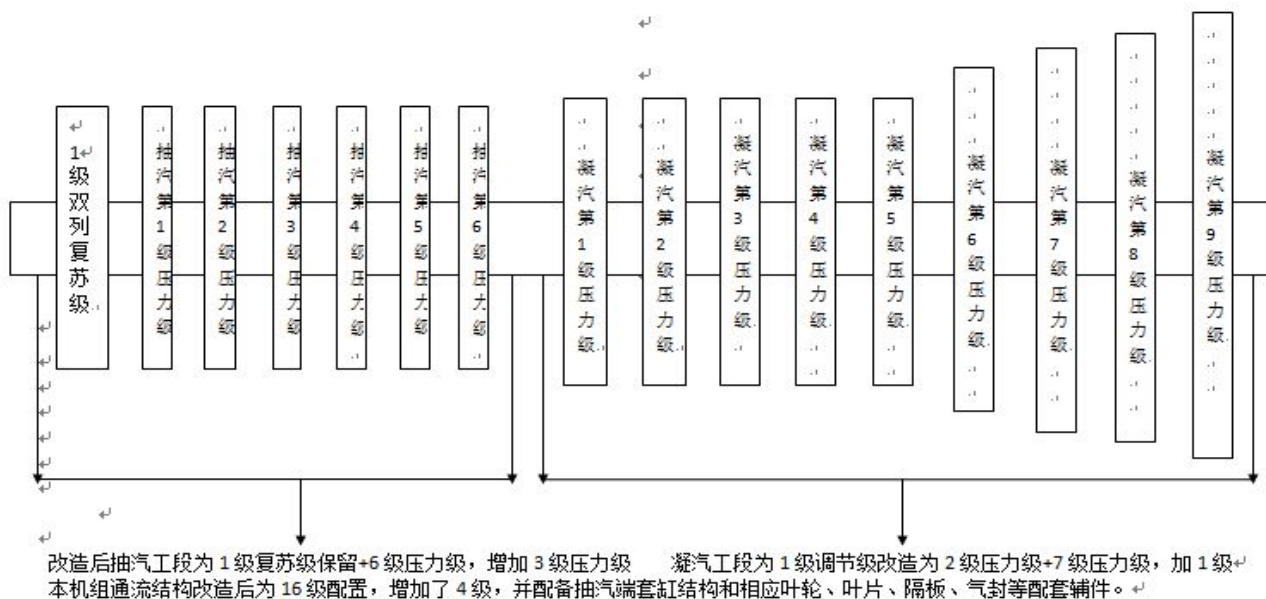 1级双列复苏级
抽汽第1级压力级
抽汽第2级压力级
抽汽第3级压力级
抽汽第4级压力级
抽汽第5级压力级
抽汽第6级压力级
凝汽第1级压力级
凝汽第2级压力级
凝汽第3级压力级
凝汽第4级压力级
凝汽第5级压力级
凝汽第6级压力级
凝汽第7级压力级
凝汽第8级压力级
凝汽第9级压力级
改造后抽汽工段为1级复苏级保留+6级压力级，增加3级压力级 凝汽工段为1级调节级改造为2级压力级+7级压力级，加1级
本机组通流结构改造后为16级配置，增加了4级，并配备抽汽端套缸结构和相应叶轮、叶片、隔板、气封等配套辅件。